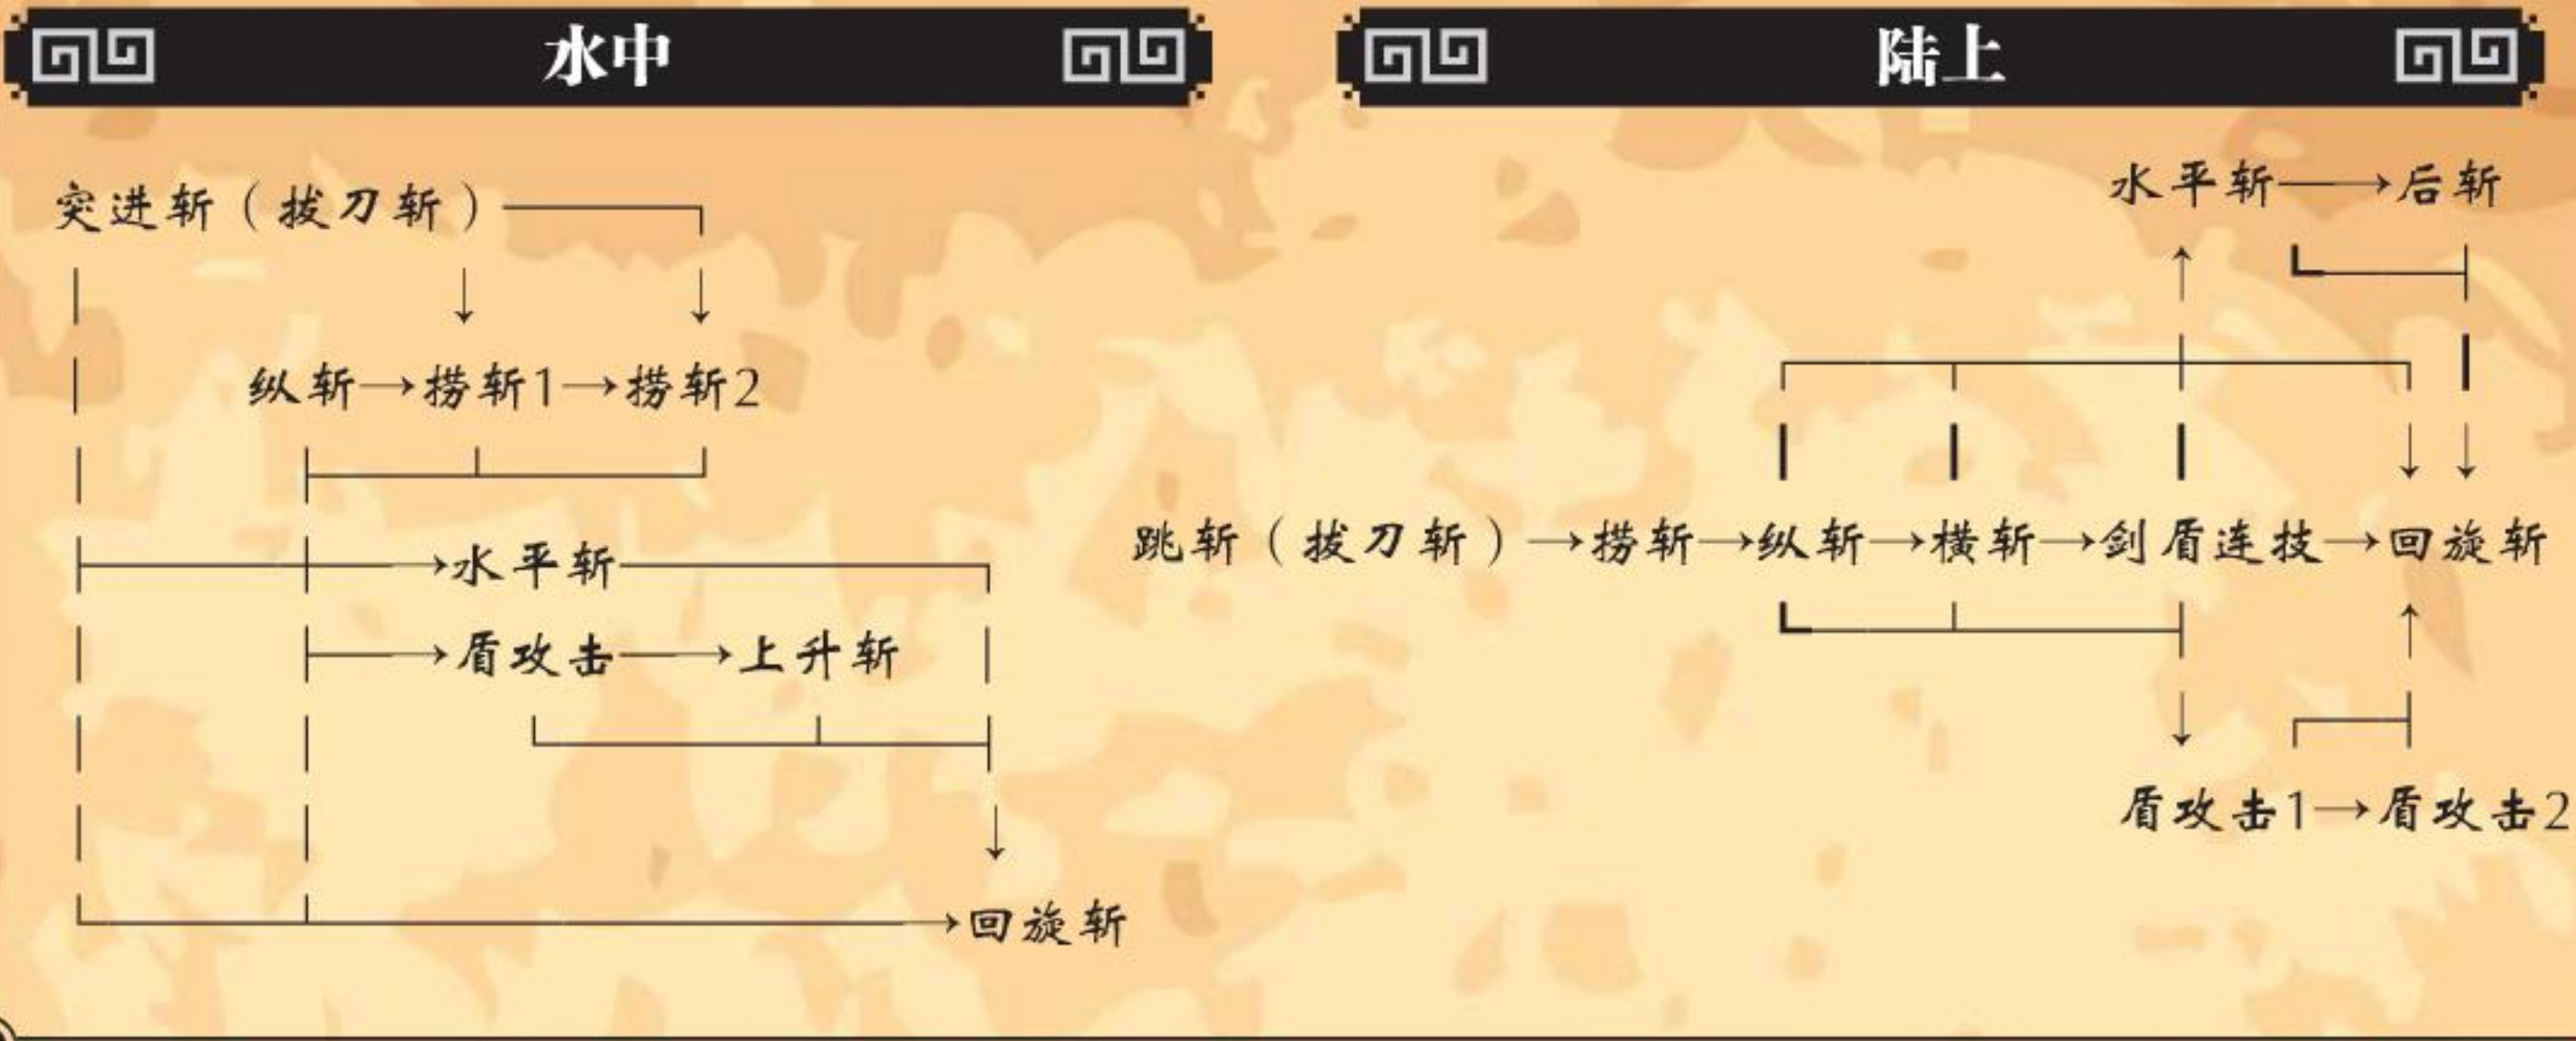 水中
突进斩（拔刀斩）
纵斩→捞斩1→捞斩2
→水平斩
→盾攻击→上升斩
→回旋斩
陆上
水平斩→后斩
跳斩（拔刀斩）→捞斩→纵斩→横斩→剑盾连技→回旋斩
盾攻击1→盾攻击2